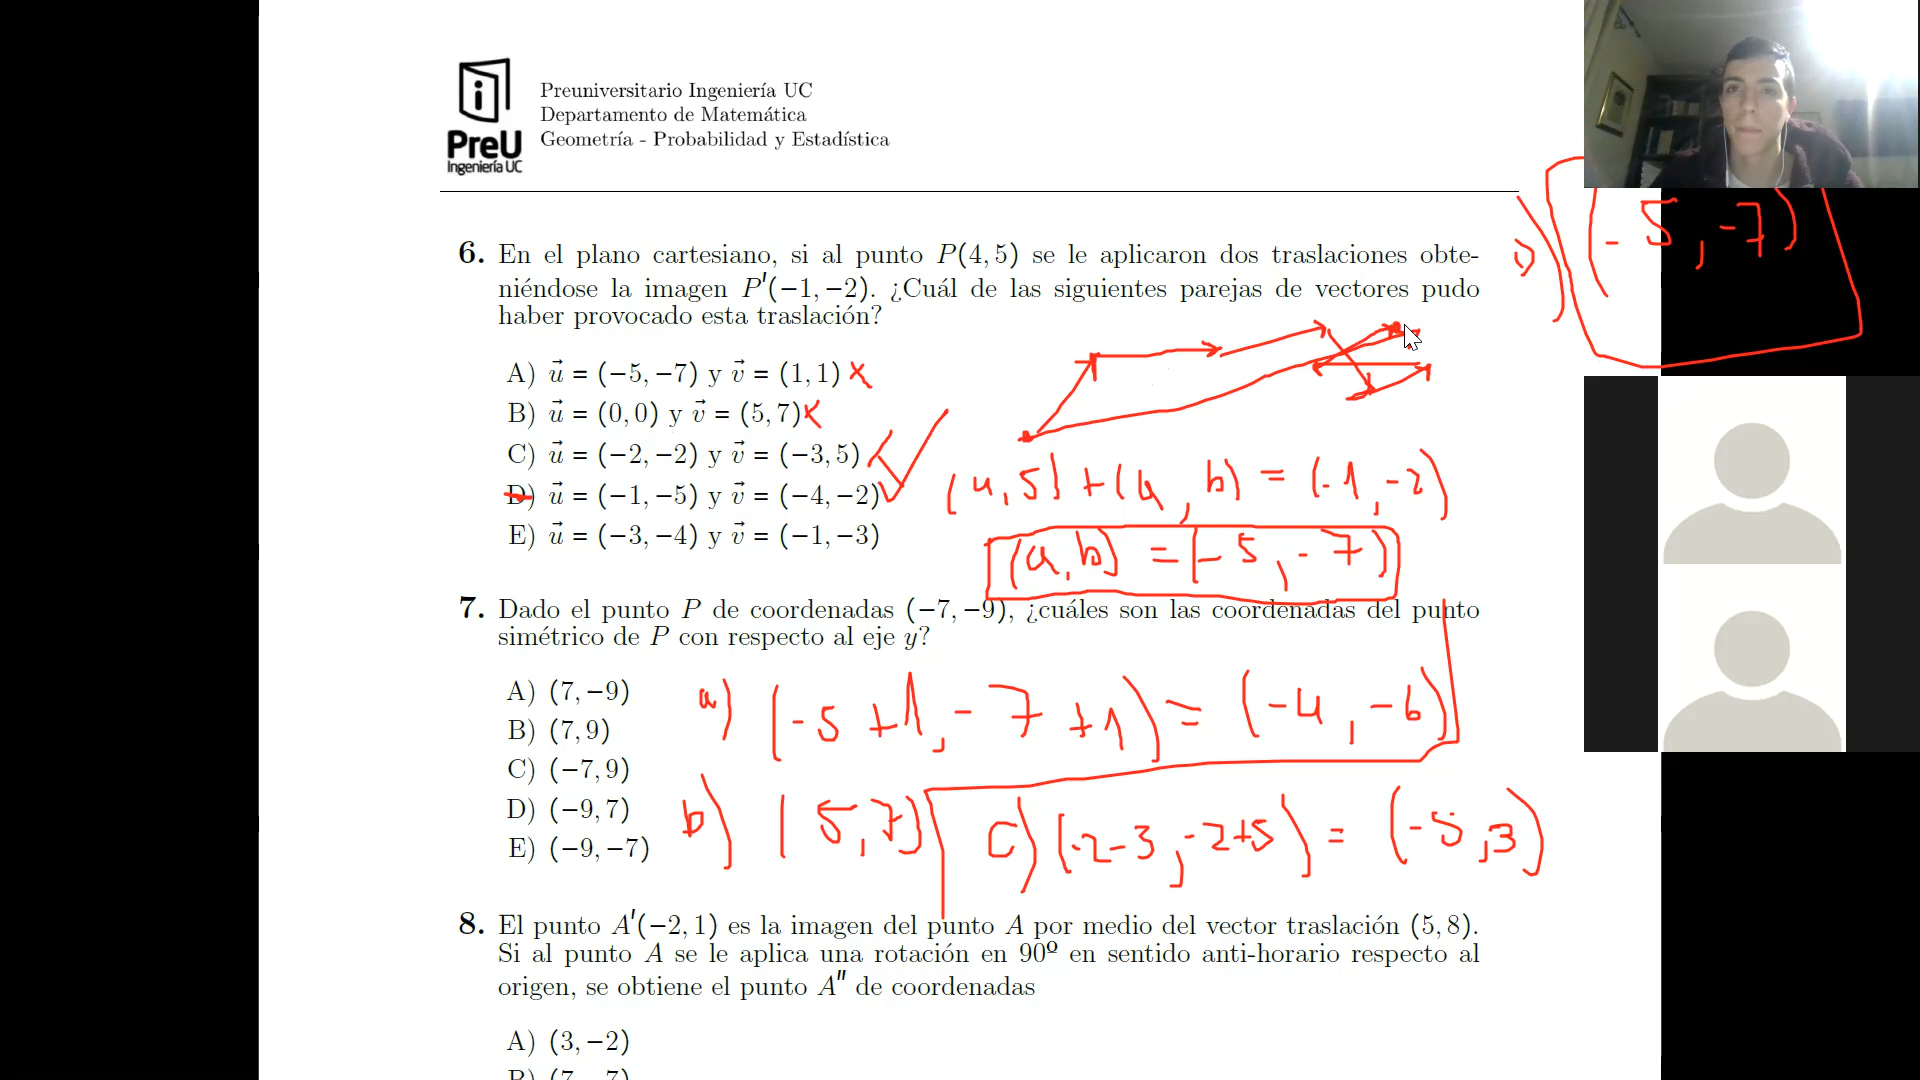 PreU
Ingeniería UC
Preuniversitario Ingeniería UC
Departamento de Matemática
Geometría - Probabilidad y Estadística
6. En el plano cartesiano, si al punto P(4, 5) se le aplicaron dos traslaciones obte-
niéndose la imagen P′(−1, −2). ¿Cuál de las siguientes parejas de vectores pudo
haber provocado esta traslación?
A) u⃗ = (−5, −7) y v⃗ = (1, 1) x
B) u⃗ = (0, 0) y v⃗ = (5, 7) x
C) u⃗ = (−2, −2) y v⃗ = (−3, 5)
D) u⃗ = (−1, −5) y v⃗ = (−4, −2)
E) u⃗ = (−3, −4) y v⃗ = (−1, −3)
(-5, -7)
(4, 5) + (a, b) = (-1, -2)
(a, b) = (-5, -7)
7. Dado el punto P de coordenadas (−7, −9), ¿cuáles son las coordenadas del punto
simétrico de P con respecto al eje y?
A) (7, −9)
B) (7, 9)
C) (−7, 9)
D) (−9, 7)
E) (−9, −7)
a) (-5+1, -7+1) = (-4, -6)
b) (5, 7)
C) (-2-3, -2+5) = (-5, 3)
8. El punto A′(−2, 1) es la imagen del punto A por medio del vector traslación (5, 8).
Si al punto A se le aplica una rotación en 90º en sentido anti-horario respecto al
origen, se obtiene el punto A″ de coordenadas
A) (3, −2)